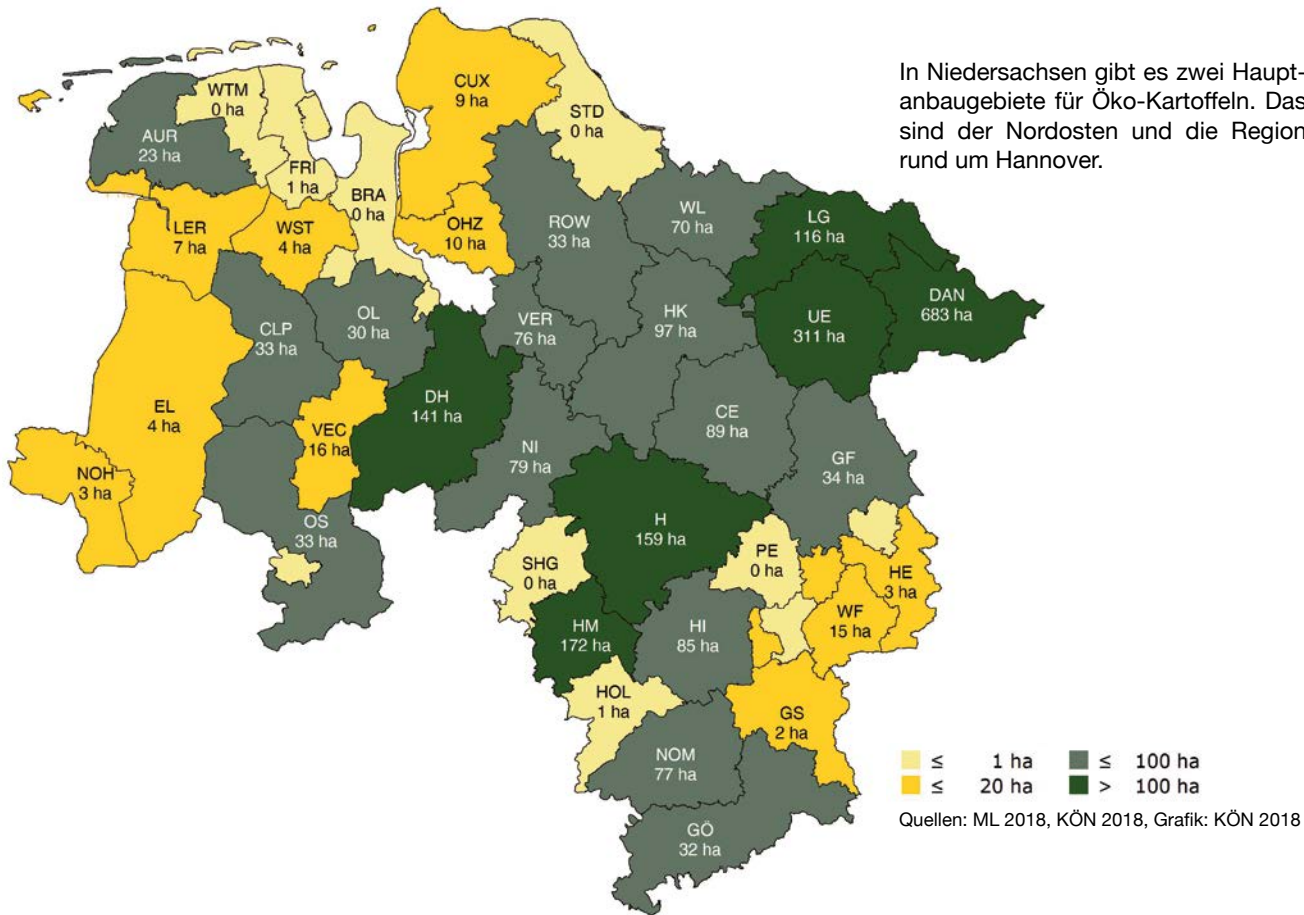 In Niedersachsen gibt es zwei Haupt-
anbaugebiete für Öko-Kartoffeln. Das
sind der Nordosten und die Region
rund um Hannover.
CUX
9 ha
WTM
0 ha
STD
0 ha
AUR
23 ha
FRI
1 ha
BRA
0 ha
LER
7 ha
WST
4 ha
OHZ
10 ha
ROW
33 ha
WL
70 ha
LG
116 ha
DAN
683 ha
UE
311 ha
CLP
33 ha
OL
30 ha
VER
76 ha
HK
97 ha
EL
4 ha
DH
141 ha
VEC
16 ha
CE
89 ha
NI
79 ha
GF
34 ha
NOH
3 ha
OS
33 ha
H
159 ha
SHG
0 ha
PE
0 ha
HE
3 ha
WF
15 ha
HM
172 ha
HI
85 ha
HOL
1 ha
GS
2 ha
NOM
77 ha
GÖ
32 ha
≤ 1 ha ≤ 100 ha
≤ 20 ha > 100 ha
Quellen: ML 2018, KÖN 2018, Grafik: KÖN 2018